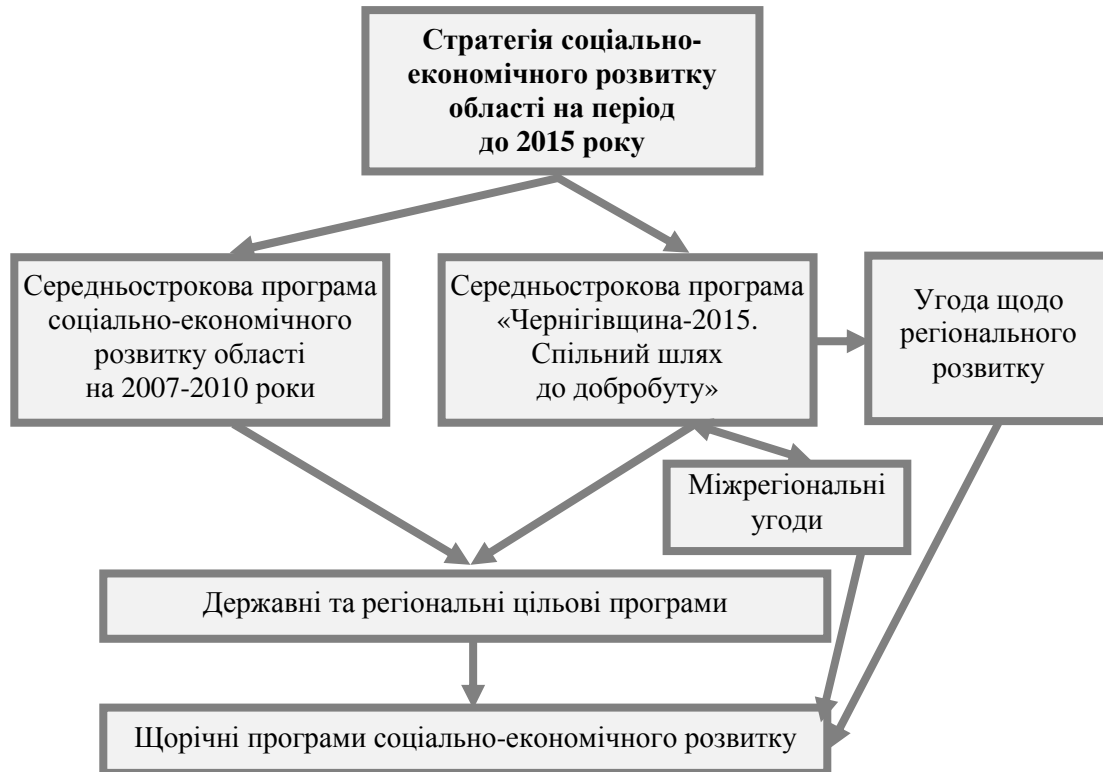 Стратегія соціально-
економічного розвитку
області на період
до 2015 року
Середньострокова програма
соціально-економічного
розвитку області
на 2007-2010 роки
Середньострокова програма
«Чернігівщина-2015.
Спільний шлях
до добробуту»
Угода щодо
регіонального
розвитку
Міжрегіональні
угоди
Державні та регіональні цільові програми
Щорічні програми соціально-економічного розвитку